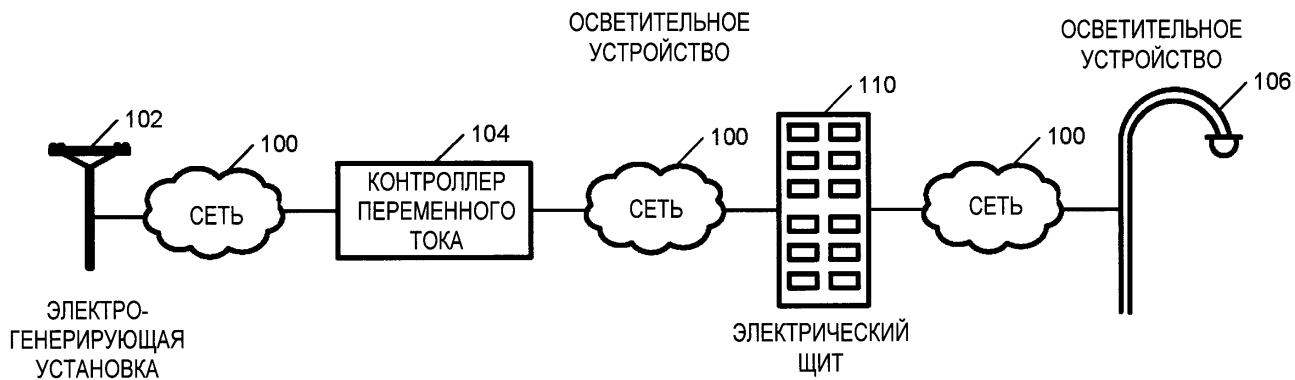 ОСВЕТИТЕЛЬНОЕ
УСТРОЙСТВО
ОСВЕТИТЕЛЬНОЕ
УСТРОЙСТВО
102
100
104
100
110
100
106
СЕТЬ
КОНТРОЛЛЕР
ПЕРЕМЕННОГО
ТОКА
СЕТЬ
СЕТЬ
ЭЛЕКТРО-
ГЕНЕРИРУЮЩАЯ
УСТАНОВКА
ЭЛЕКТРИЧЕСКИЙ
ЩИТ